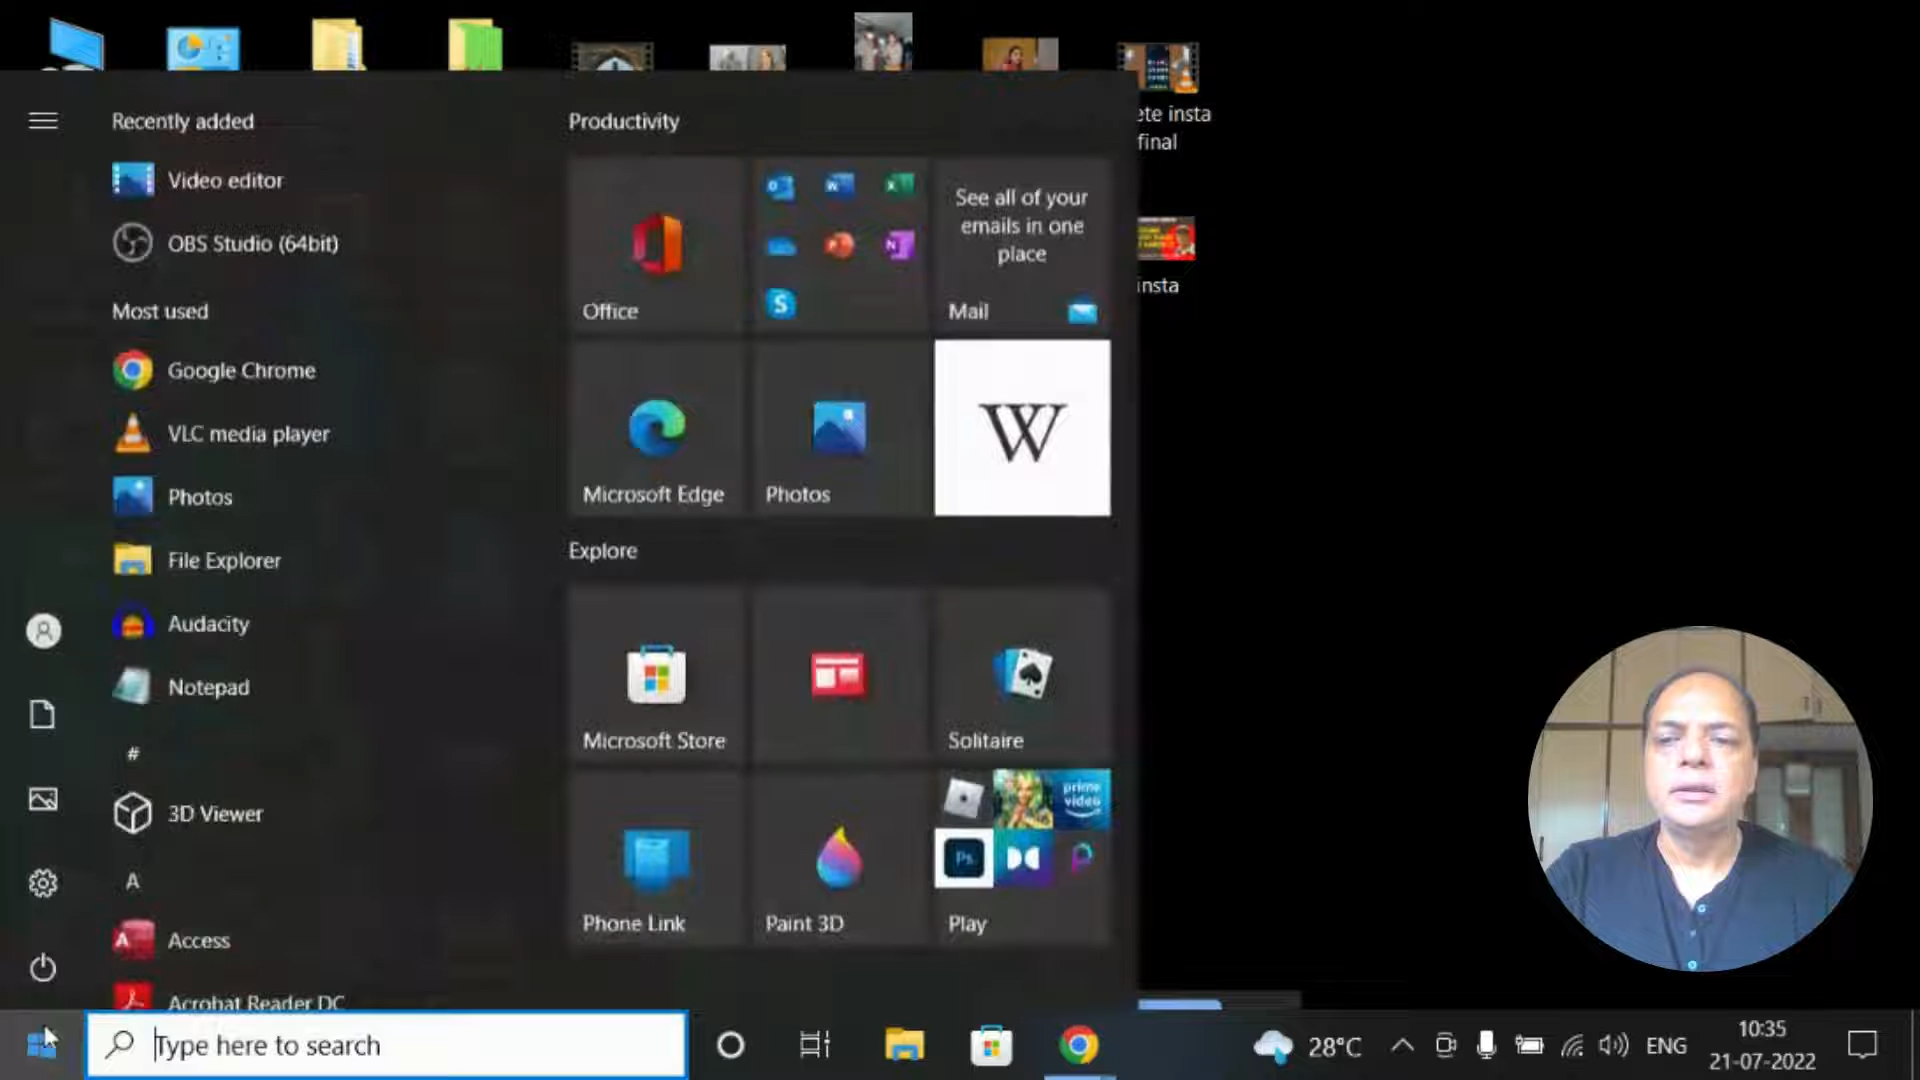 Recently added
Video editor
OBS Studio (64bit)
Most used
Google Chrome
VLC media player
Photos
File Explorer
Audacity
Notepad
#
3D Viewer
A
Access
Acrobat Reader DC
Productivity
Office
See all of your
emails in one
place
Mail
Microsoft Edge
Photos
W
Explore
Microsoft Store
Solitaire
Phone Link
Paint 3D
prime
video
Ps
Play
ete insta
final
insta
Type here to search
28°C
ENG
10:35
21-07-2022